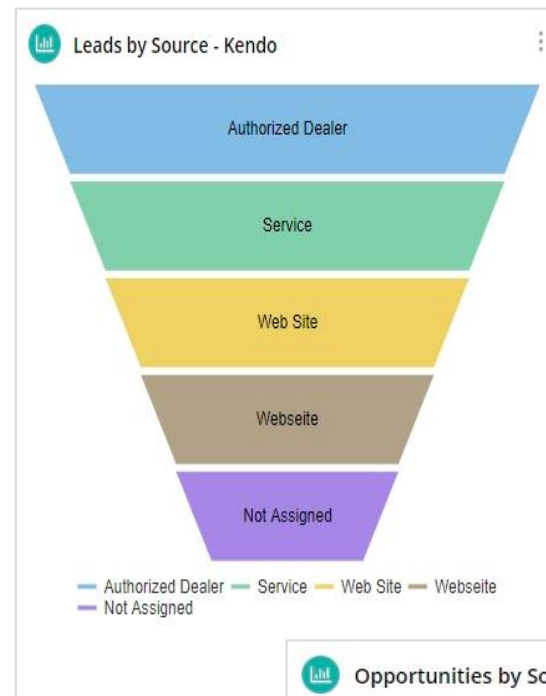 Leads by Source - Kendo
Authorized Dealer
Service
Web Site
Webseite
Not Assigned
Authorized Dealer Service Web Site Webseite
Not Assigned
Opportunities by So